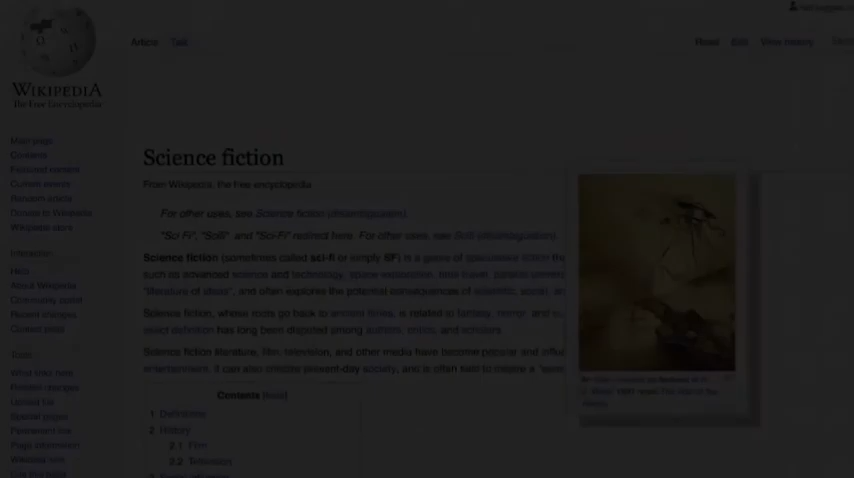 Article Talk
Read Edit View history
WIKIPEDIA
The Free Encyclopedia
Main page
Contents
Featured content
Current events
Random article
Donate to Wikipedia
Wikipedia store
Interaction
Help
About Wikipedia
Community portal
Recent changes
Contact page
Tools
What links here
Related changes
Upload file
Special pages
Permanent link
Page information
Wikidata item
Cite this page
Science fiction
From Wikipedia, the free encyclopedia
For other uses, see Science fiction (disambiguation).
"Sci Fi", "Scifi" and "Sci-Fi" redirect here. For other uses, see Scifi (disambiguation).
Science fiction (sometimes called sci-fi or simply SF) is a genre of speculative fiction
such as advanced science and technology, space exploration, time travel, parallel
"literature of ideas", and often explores the potential consequences of scientific, social,
Science fiction, whose roots go back to ancient times, is related to fantasy, horror, and
exact definition has long been disputed among authors, critics, and scholars.
Science fiction literature, film, television, and other media have become popular and
entertainment, it can also criticize present-day society, and is often said to inspire a
Contents
1 Definitions
2 History
2.1 Film
2.2 Television